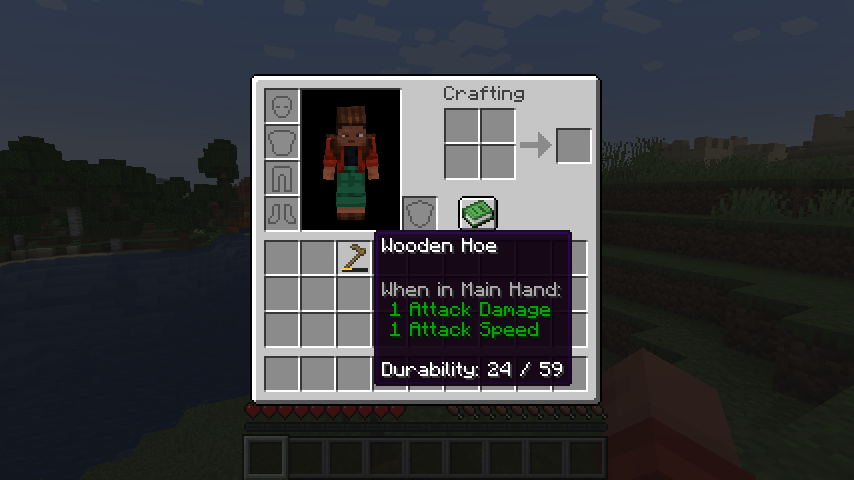 Crafting
Wooden Hoe
When in Main Hand:
1 Attack Damage
1 Attack Speed
Durability: 24 / 59